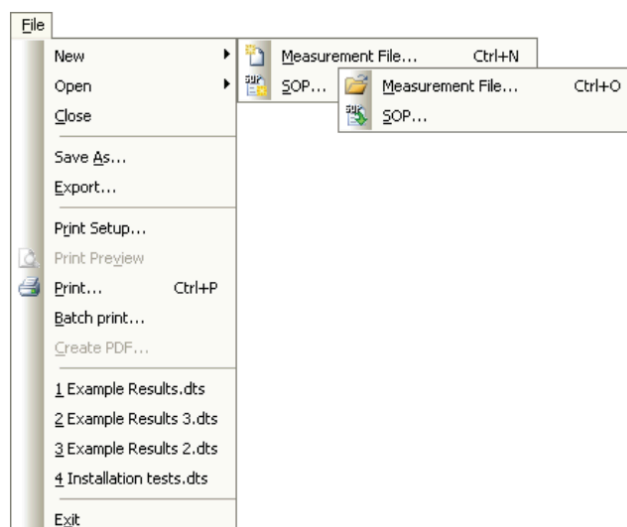 File
New
Measurement File... Ctrl+N
Open
SOP...
Measurement File... Ctrl+O
Close
SOP...
Save As...
Export...
Print Setup...
Print Preview
Print... Ctrl+P
Batch print...
Create PDF...
1 Example Results.dts
2 Example Results 3.dts
3 Example Results 2.dts
4 Installation tests.dts
Exit